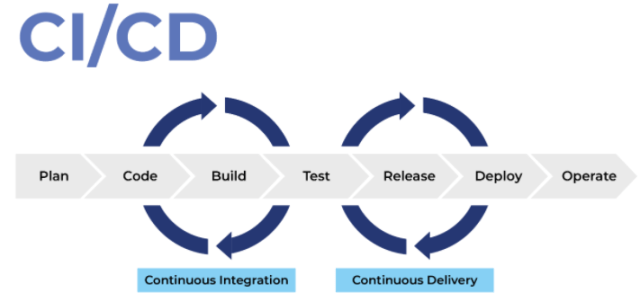 CI/CD
Plan Code Build Test Release Deploy Operate
Continuous Integration Continuous Delivery